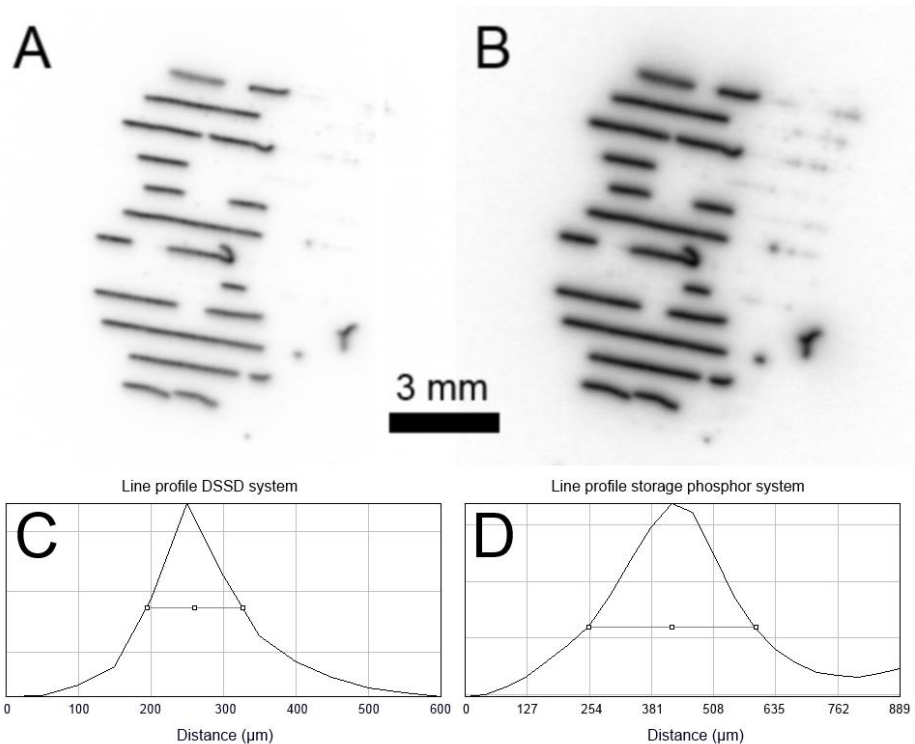 A
B
3 mm
Line profile DSSD system
Line profile storage phosphor system
C
D
0 100 200 300 400 500 600
0 127 254 381 508 635 762 889
Distance (µm)
Distance (µm)